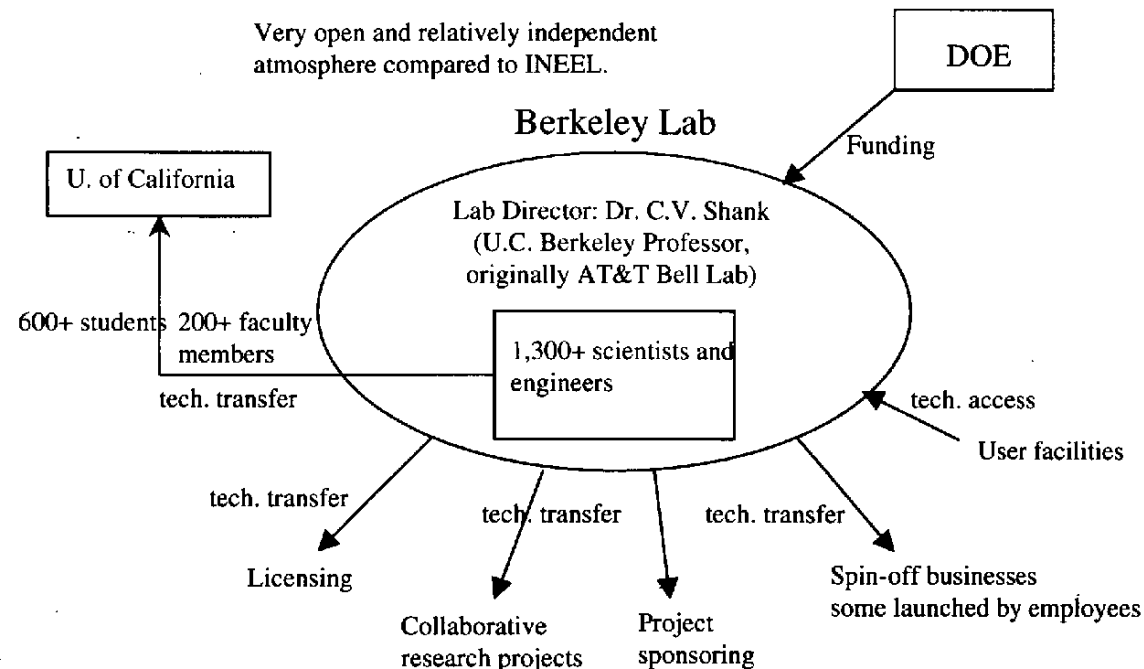 Very open and relatively independent
atmosphere compared to INEEL.
DOE
Berkeley Lab
Funding
U. of California
Lab Director: Dr. C.V. Shank
(U.C. Berkeley Professor,
originally AT&T Bell Lab)
600+ students
200+ faculty
members
1,300+ scientists and
engineers
tech. transfer
tech. access
User facilities
tech. transfer
tech. transfer
tech. transfer
Licensing
Spin-off businesses
some launched by employees
Collaborative
research projects
Project
sponsoring